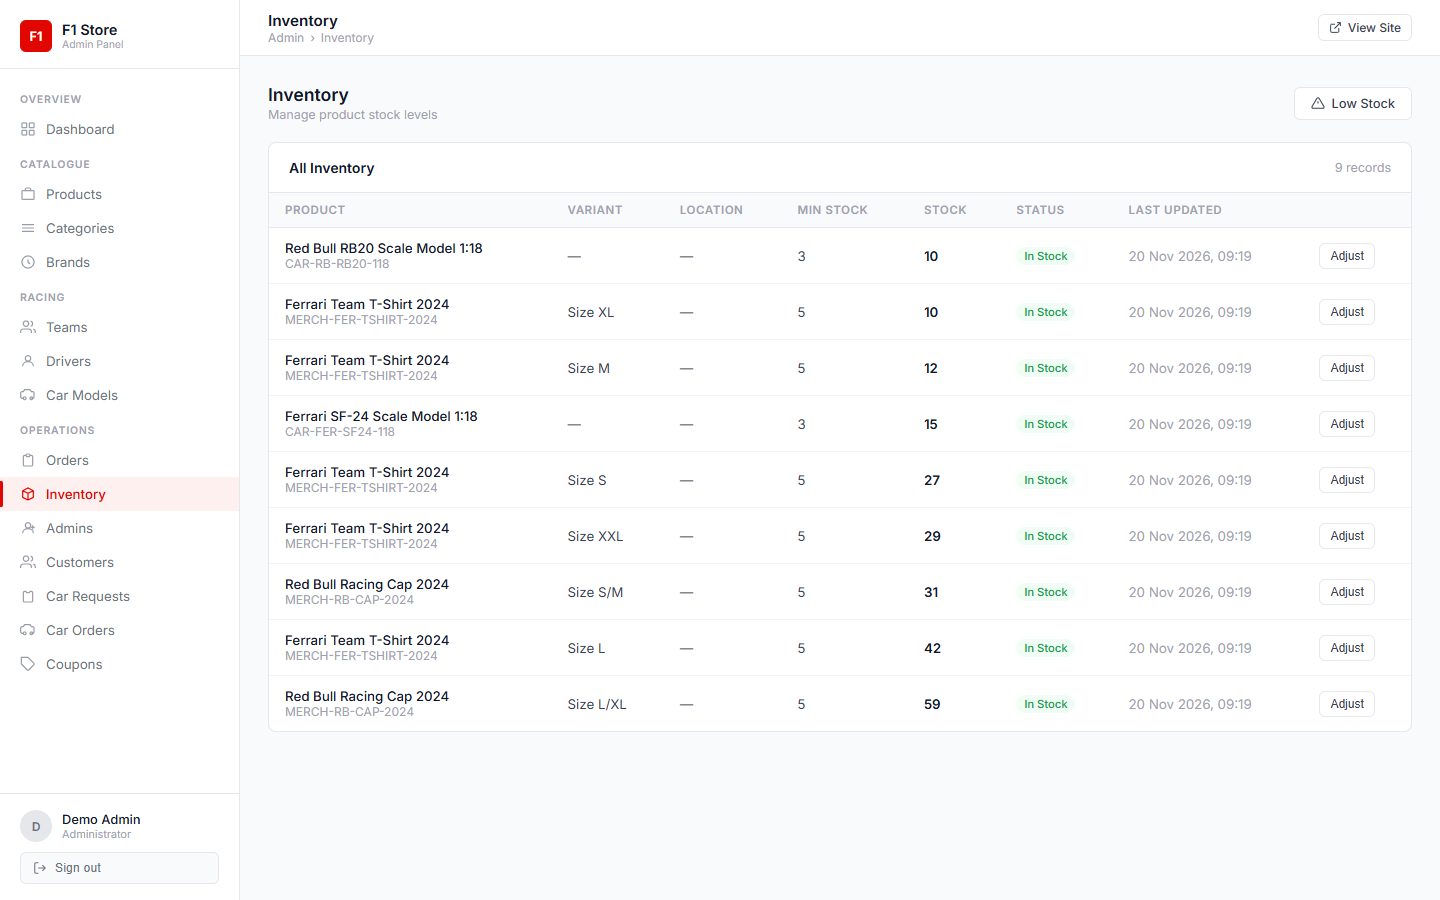 F1
F1 Store
Admin Panel
OVERVIEW
Dashboard
CATALOGUE
Products
Categories
Brands
RACING
Teams
Drivers
Car Models
OPERATIONS
Orders
Inventory
Admins
Customers
Car Requests
Car Orders
Coupons
D
Demo Admin
Administrator
Sign out
Inventory
Admin › Inventory
View Site
Inventory
Manage product stock levels
Low Stock
All Inventory
9 records
PRODUCT VARIANT LOCATION MIN STOCK STOCK STATUS LAST UPDATED
Red Bull RB20 Scale Model 1:18
CAR-RB-RB20-118
— — 3 10 In Stock 20 Nov 2026, 09:19 Adjust
Ferrari Team T-Shirt 2024
MERCH-FER-TSHIRT-2024
Size XL — 5 10 In Stock 20 Nov 2026, 09:19 Adjust
Ferrari Team T-Shirt 2024
MERCH-FER-TSHIRT-2024
Size M — 5 12 In Stock 20 Nov 2026, 09:19 Adjust
Ferrari SF-24 Scale Model 1:18
CAR-FER-SF24-118
— — 3 15 In Stock 20 Nov 2026, 09:19 Adjust
Ferrari Team T-Shirt 2024
MERCH-FER-TSHIRT-2024
Size S — 5 27 In Stock 20 Nov 2026, 09:19 Adjust
Ferrari Team T-Shirt 2024
MERCH-FER-TSHIRT-2024
Size XXL — 5 29 In Stock 20 Nov 2026, 09:19 Adjust
Red Bull Racing Cap 2024
MERCH-RB-CAP-2024
Size S/M — 5 31 In Stock 20 Nov 2026, 09:19 Adjust
Ferrari Team T-Shirt 2024
MERCH-FER-TSHIRT-2024
Size L — 5 42 In Stock 20 Nov 2026, 09:19 Adjust
Red Bull Racing Cap 2024
MERCH-RB-CAP-2024
Size L/XL — 5 59 In Stock 20 Nov 2026, 09:19 Adjust